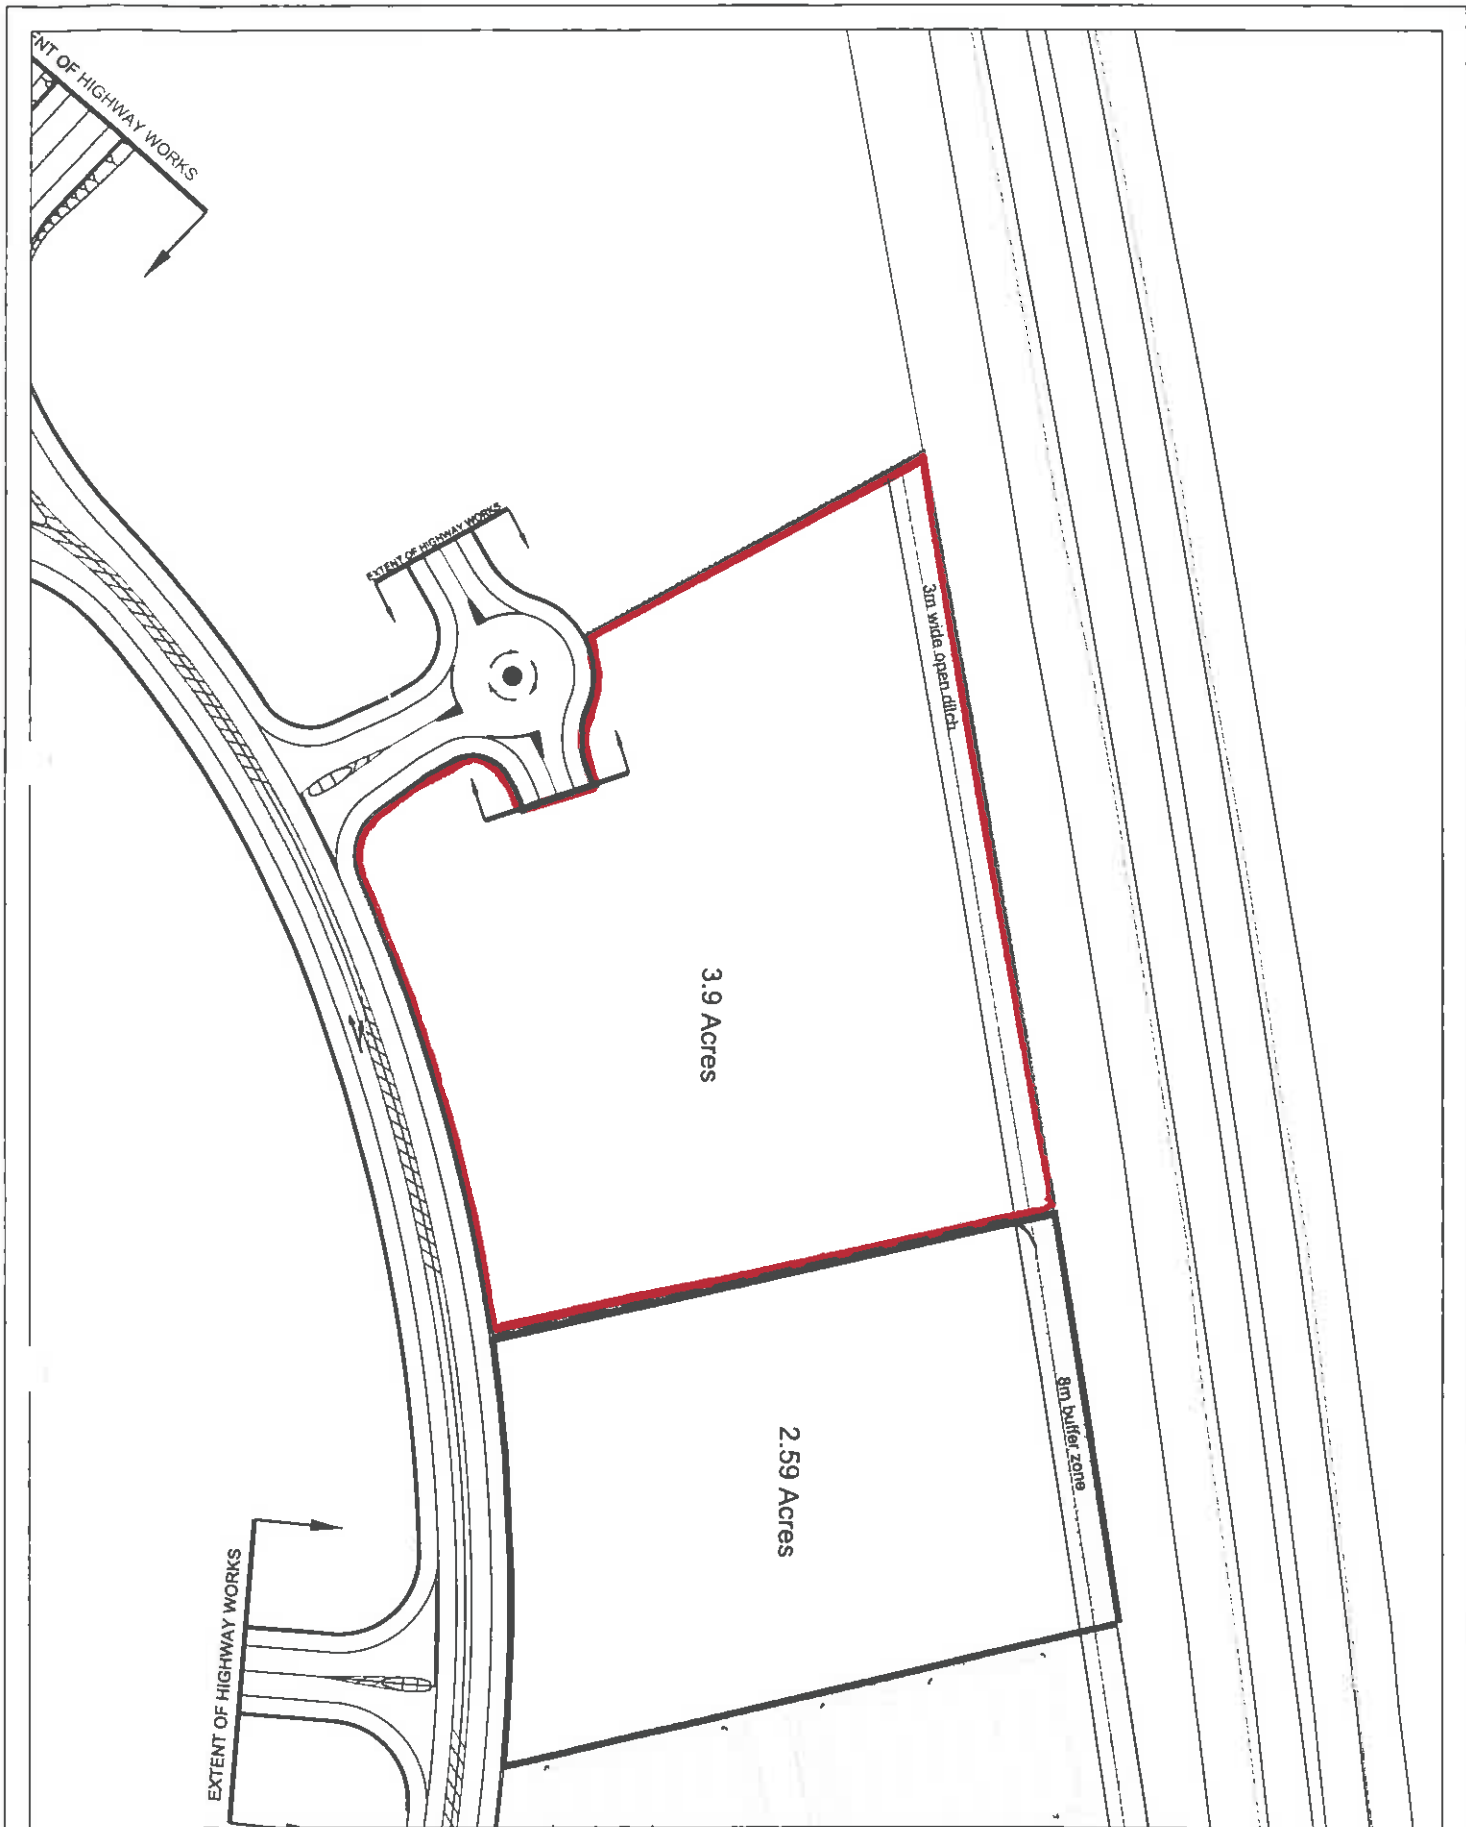 ENT OF HIGHWAY WORKS
EXTENT OF HIGHWAY WORKS
3m wide open ditch
3.9 Acres
8m buffer zone
2.59 Acres
EXTENT OF HIGHWAY WORKS